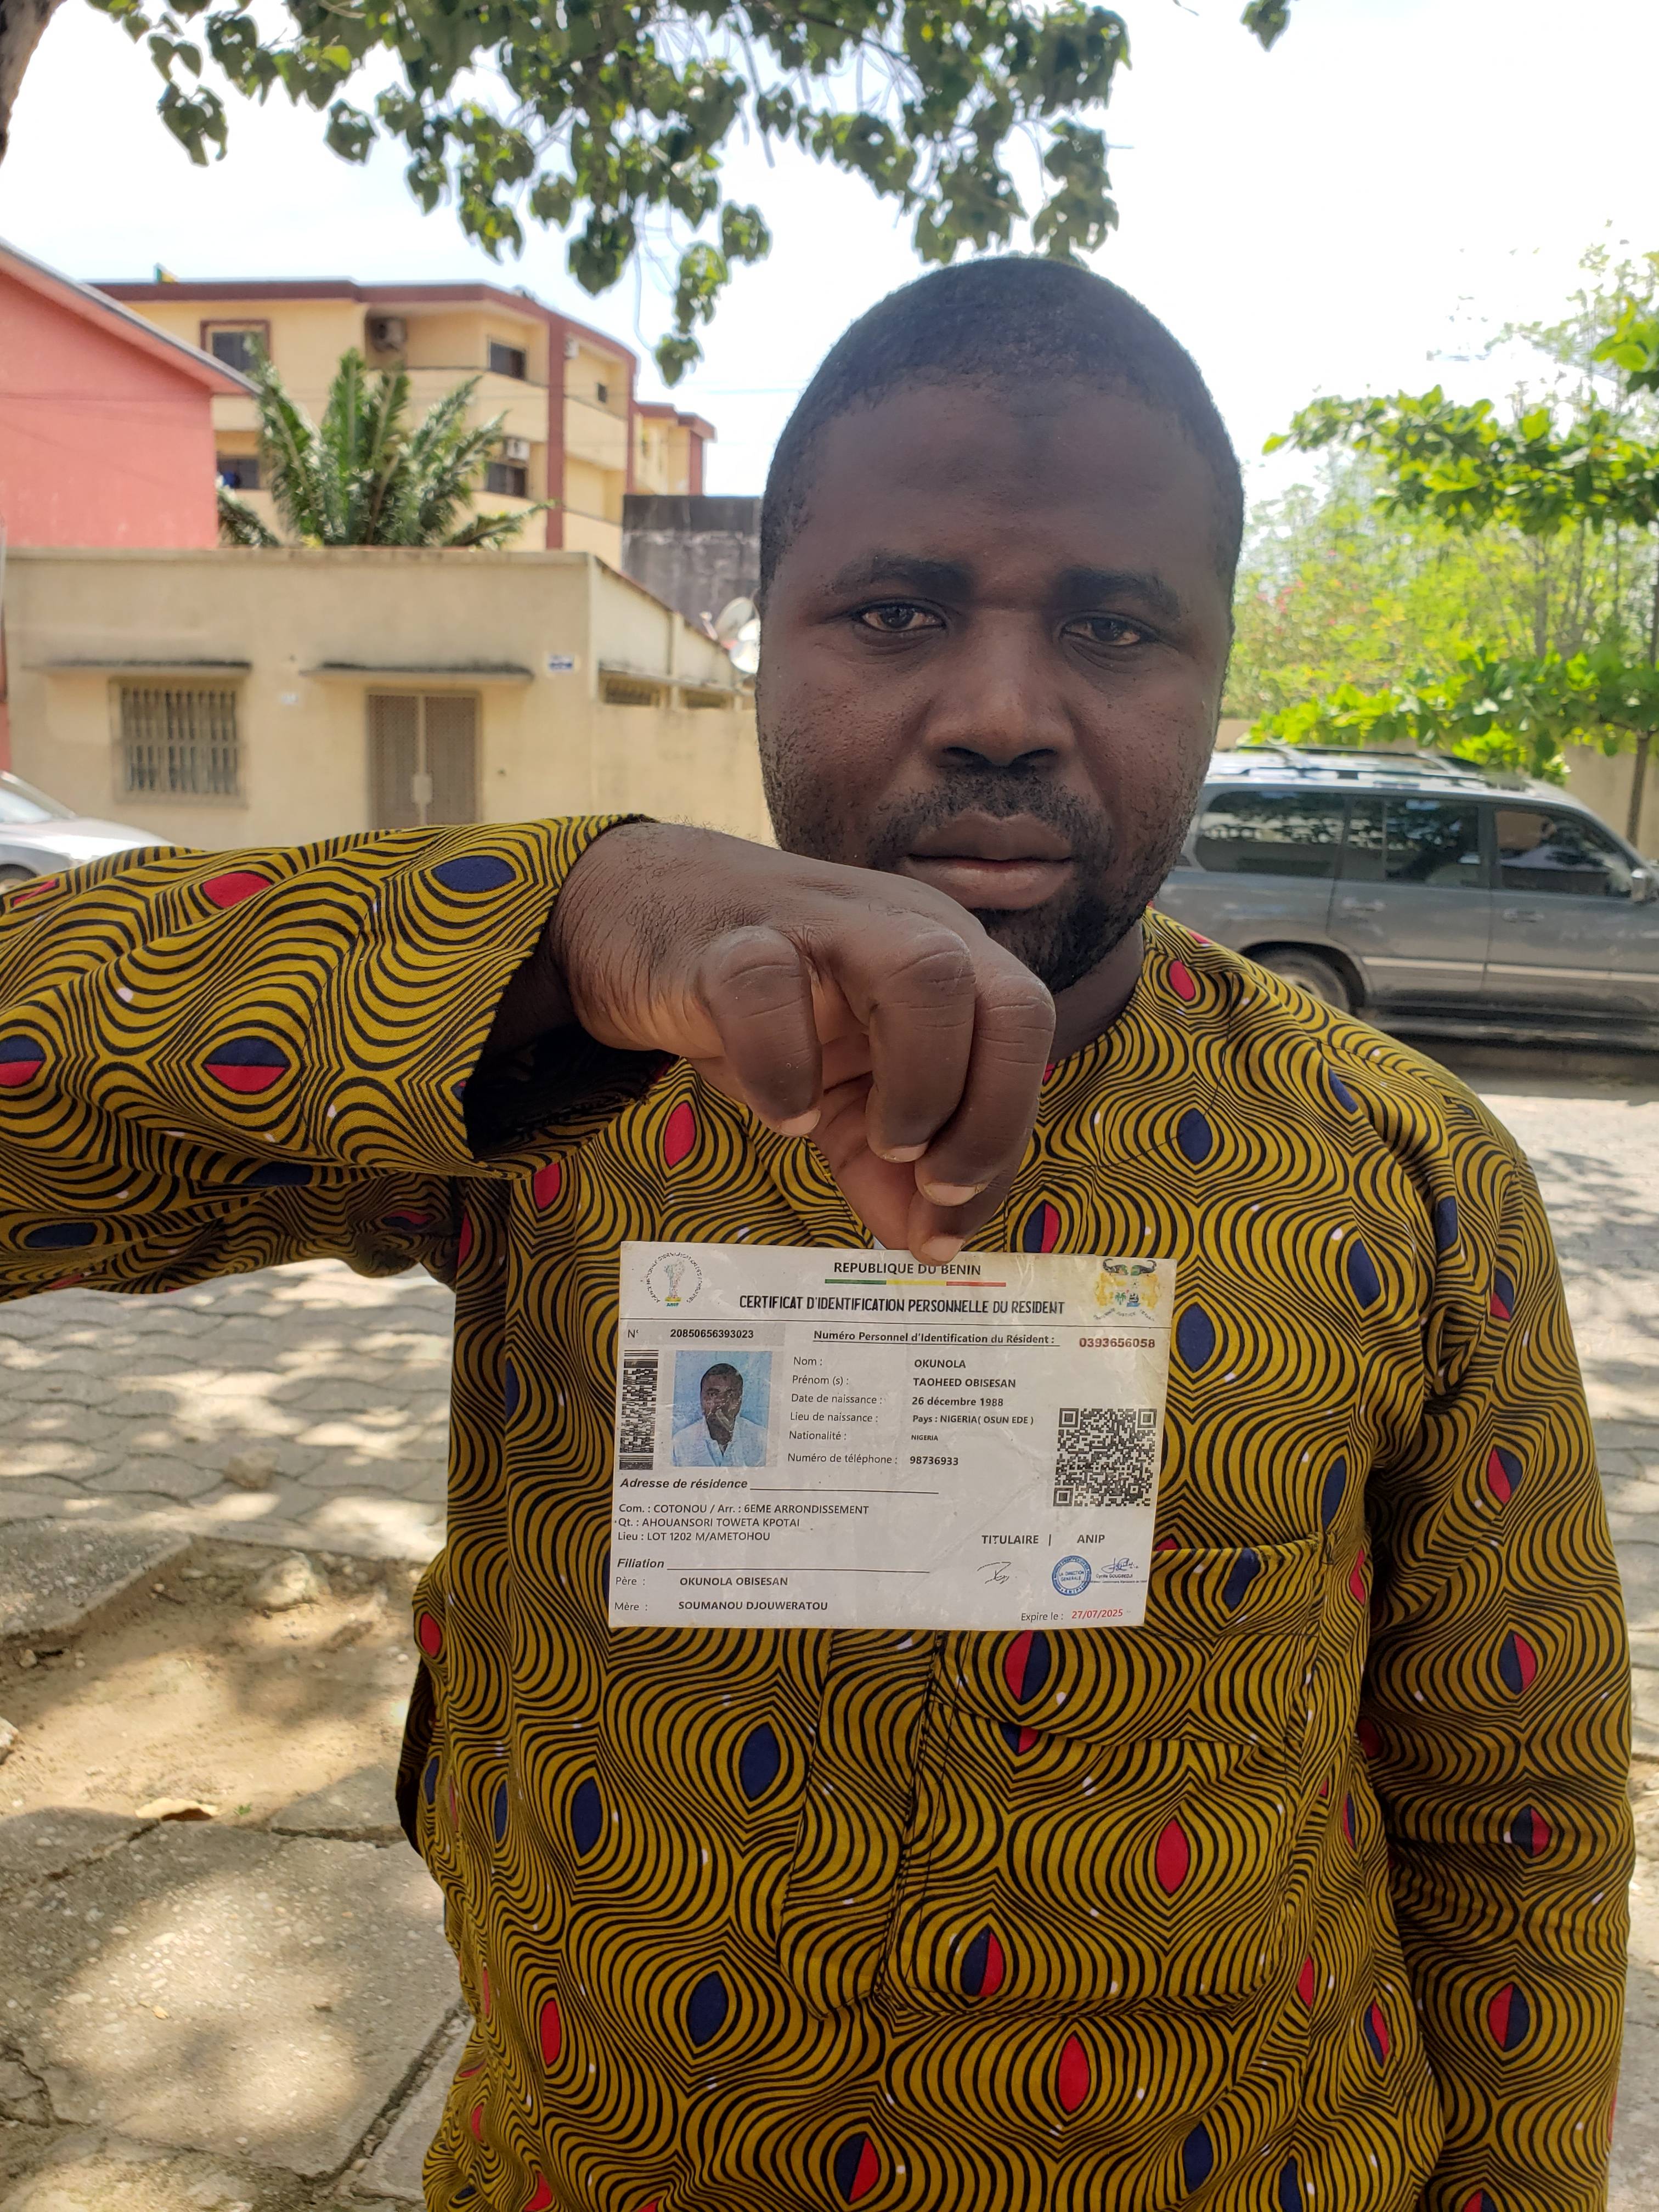 REPUBLIQUE DU BENIN
CERTIFICAT D'IDENTIFICATION PERSONNELLE DU RESIDENT
ANIP
N° 20850656393023
Numéro Personnel d'Identification du Résident : 0393656058
Nom : OKUNOLA
Prénom (s) : TAOHEED OBISESAN
Date de naissance : 26 décembre 1988
Lieu de naissance : Pays : NIGERIA( OSUN EDE )
Nationalité : NIGERIA
Numéro de téléphone : 98736933
Adresse de résidence
Com. : COTONOU / Arr. : 6EME ARRONDISSEMENT
Qt. : AHOUANSORI TOWETA KPOTAI
Lieu : LOT 1202 M/AMETOHOU
TITULAIRE | ANIP
Filiation
Père : OKUNOLA OBISESAN
Mère : SOUMANOU DJOUWERATOU
Expire le : 27/07/2025